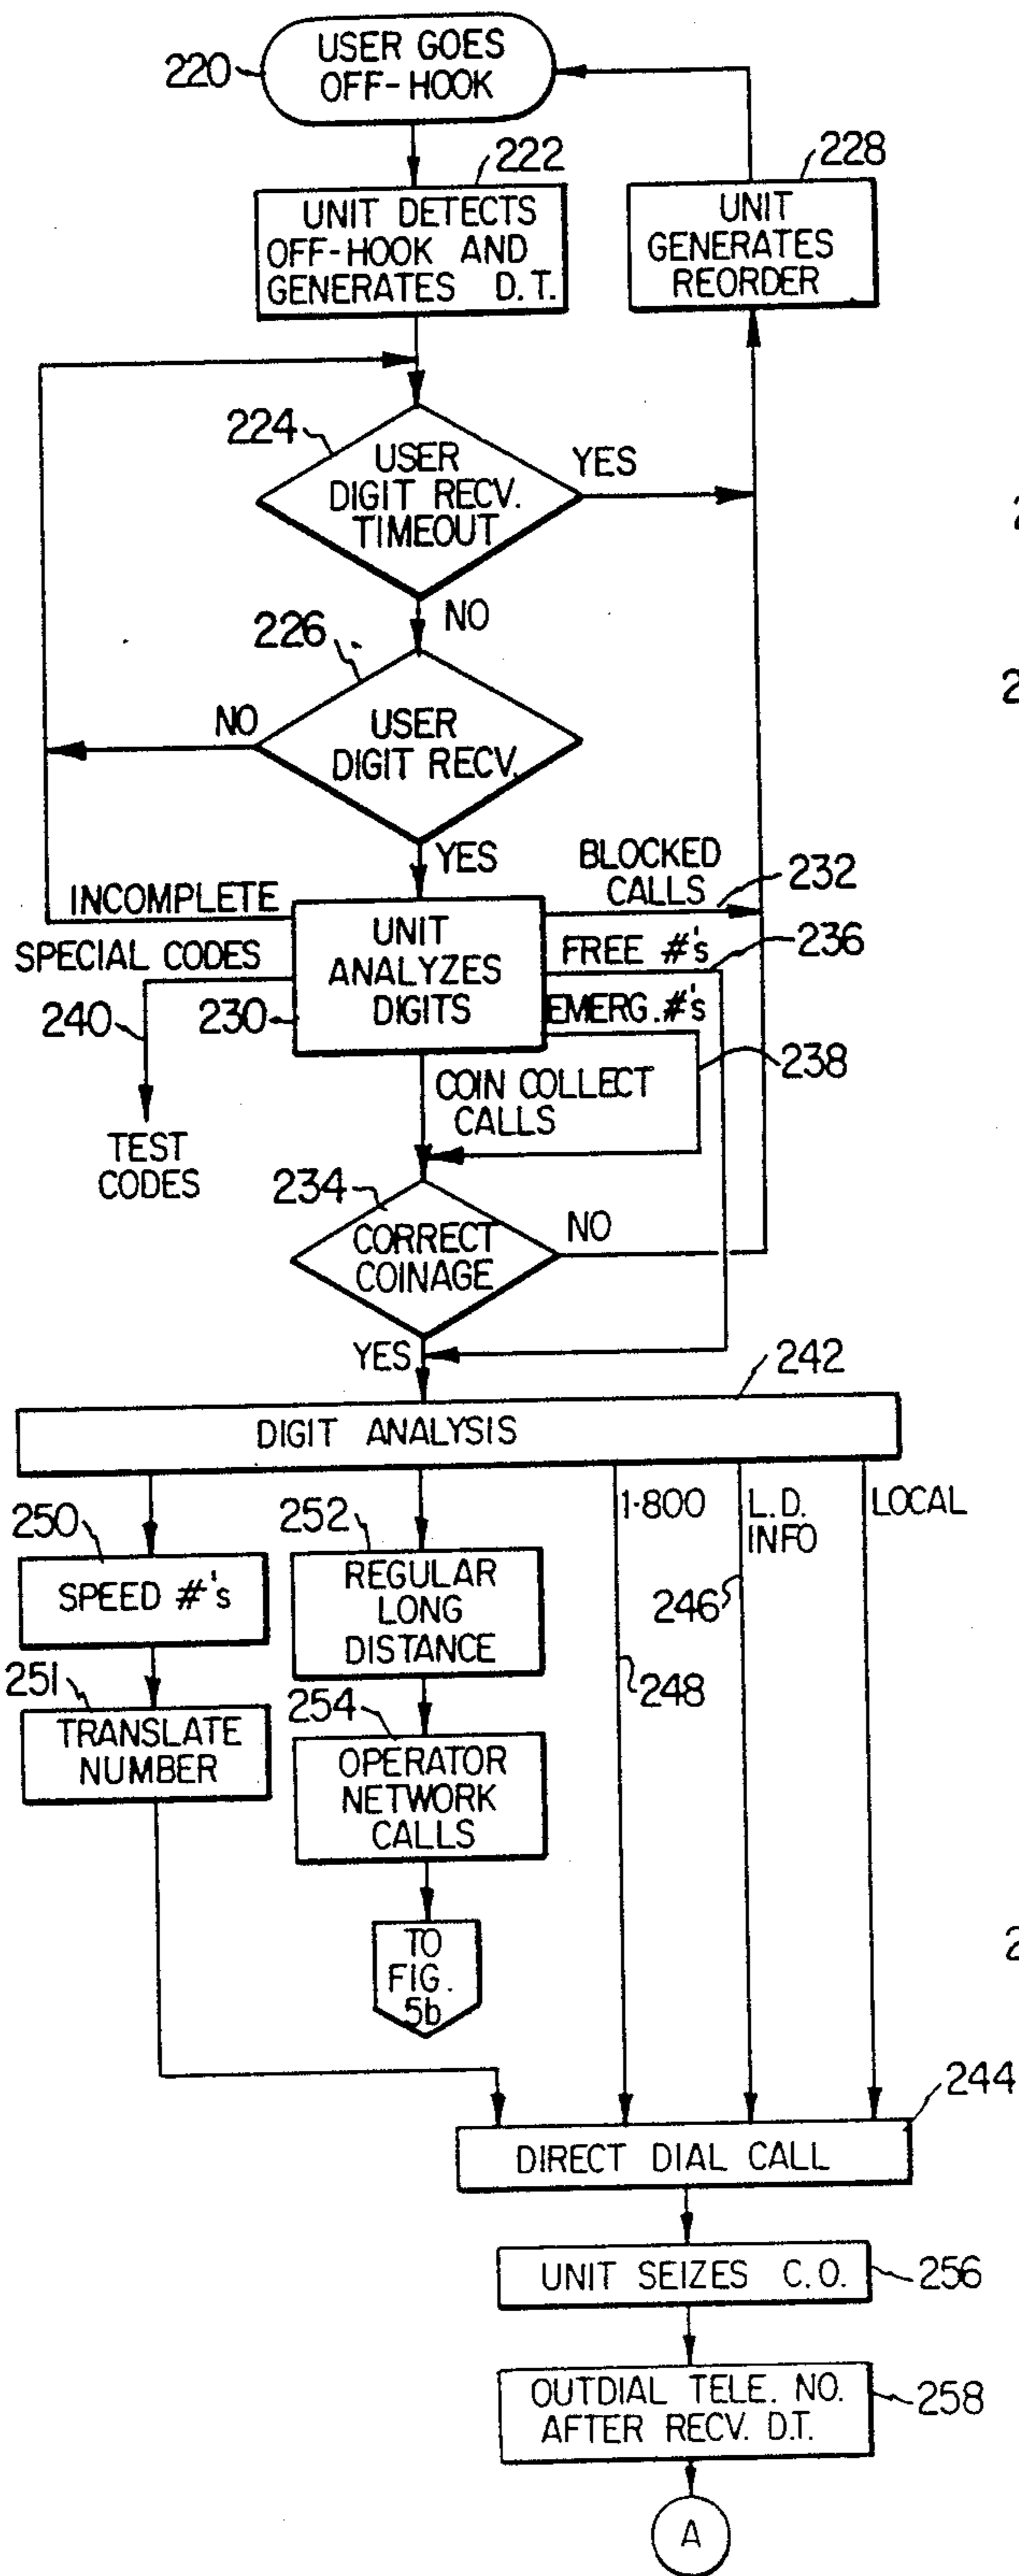 USER GOES
OFF-HOOK
220
222
UNIT DETECTS
OFF-HOOK AND
GENERATES D.T.
228
UNIT
GENERATES
REORDER
224
USER
DIGIT RECV.
TIMEOUT
YES
NO
226
USER
DIGIT RECV.
NO
YES
INCOMPLETE
SPECIAL CODES
240
TEST
CODES
230
UNIT
ANALYZES
DIGITS
BLOCKED
CALLS
232
FREE #'s
236
EMERG. #'s
238
COIN COLLECT
CALLS
234
CORRECT
COINAGE
NO
YES
242
DIGIT ANALYSIS
250
SPEED #'s
251
TRANSLATE
NUMBER
252
REGULAR
LONG
DISTANCE
254
OPERATOR
NETWORK
CALLS
TO
FIG.
5b
1-800
248
L.D.
INFO
246
LOCAL
244
DIRECT DIAL CALL
UNIT SEIZES C.O.
256
OUTDIAL TELE. NO.
AFTER RECV. D.T.
258
A